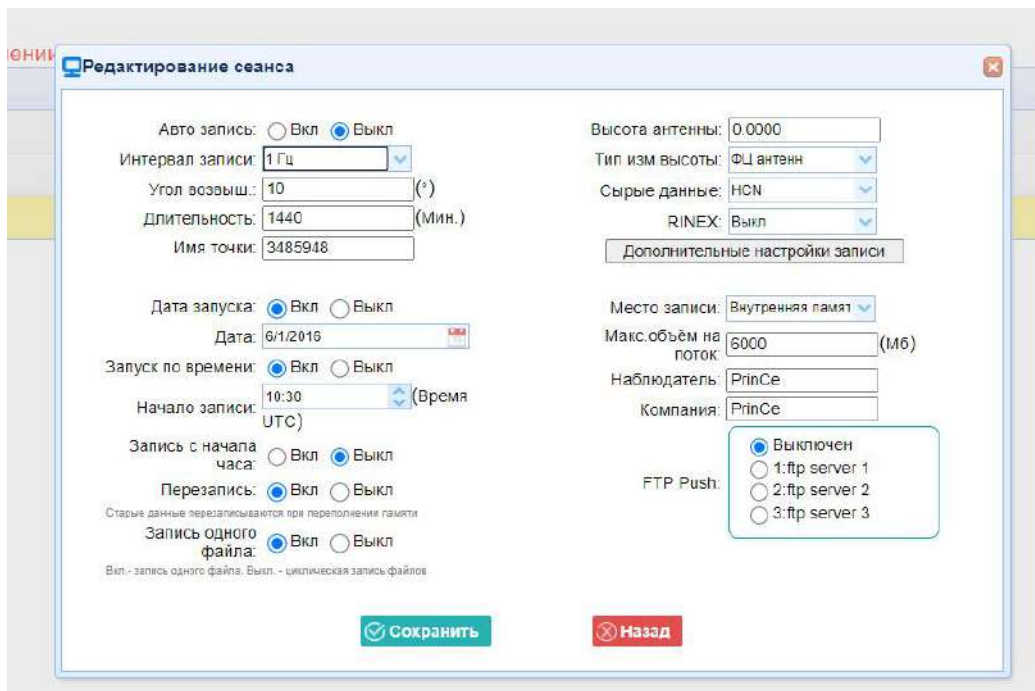 ении
Редактирование сеанса
Авто запись: Вкл Выкл
Интервал записи: 1 Гц
Угол возвыш.: 10 (°)
Длительность: 1440 (Мин.)
Имя точки: 3485948
Дата запуска: Вкл Выкл
Дата: 6/1/2016
Запуск по времени: Вкл Выкл
Начало записи: 10:30 (Время
UTC)
Запись с начала
часа: Вкл Выкл
Перезапись: Вкл Выкл
Старые данные перезаписываются при переполнении памяти
Запись одного
файла: Вкл Выкл
Вкл.- запись одного файла. Выкл. - циклическая запись файлов
Высота антенны: 0.0000
Тип изм высоты: ФЦ антенн
Сырые данные: HCN
RINEX: Выкл
Дополнительные настройки записи
Место записи: Внутренняя памят
Макс.объём на
поток: 6000 (Мб)
Наблюдатель: PrinCe
Компания: PrinCe
FTP Push:
Выключен
1:ftp server 1
2:ftp server 2
3:ftp server 3
Сохранить
Назад